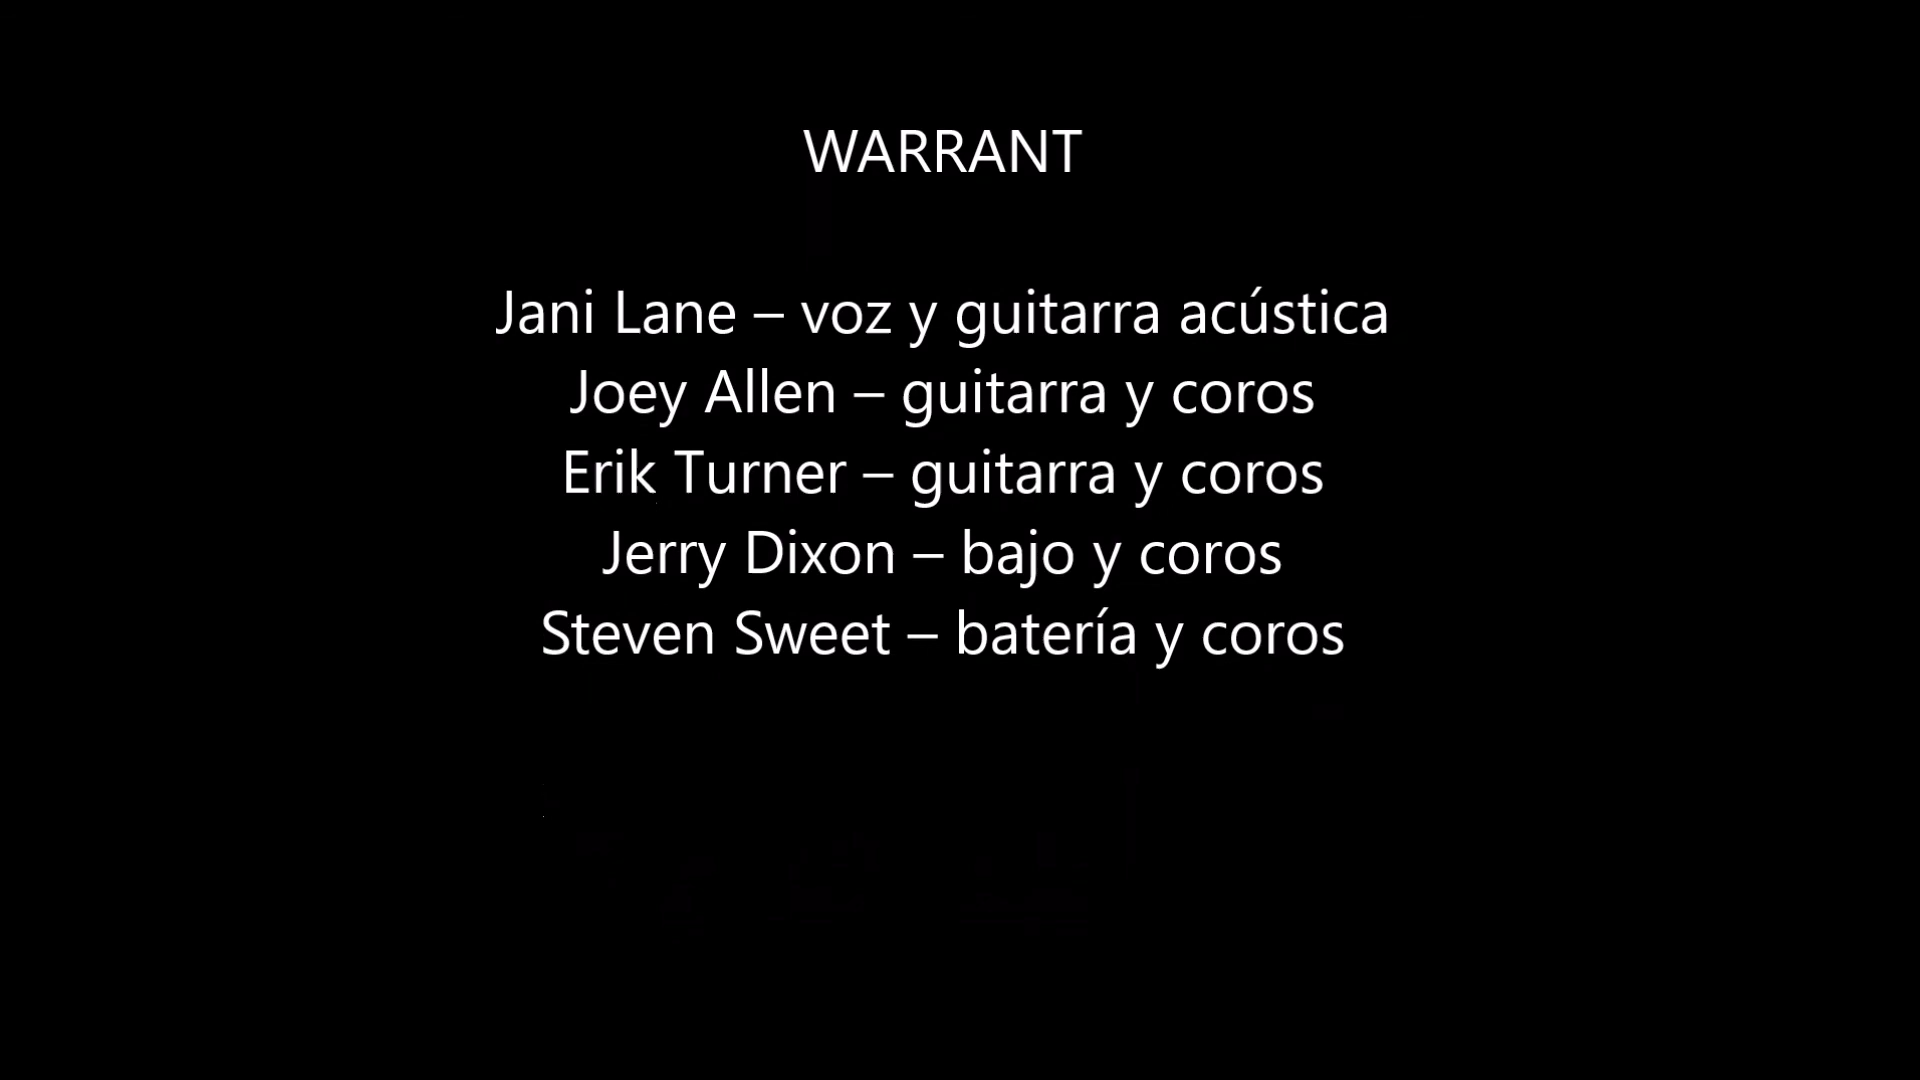 WARRANT
Jani Lane – voz y guitarra acústica
Joey Allen – guitarra y coros
Erik Turner – guitarra y coros
Jerry Dixon – bajo y coros
Steven Sweet – batería y coros